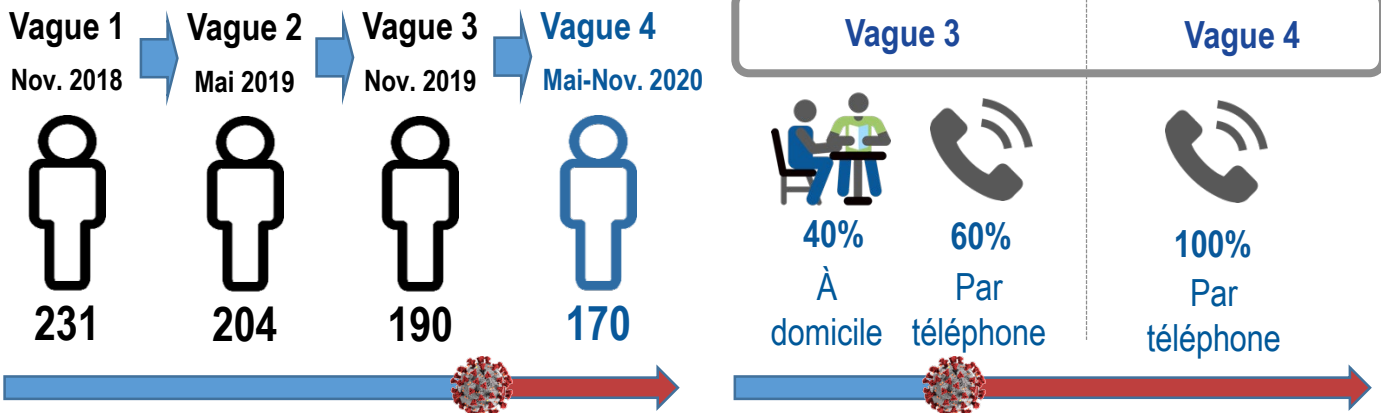 Vague 1
Nov. 2018
Vague 2
Mai 2019
Vague 3
Nov. 2019
Vague 4
Mai-Nov. 2020
231
204
190
170
Vague 3
Vague 4
40%
À
domicile
60%
Par
téléphone
100%
Par
téléphone